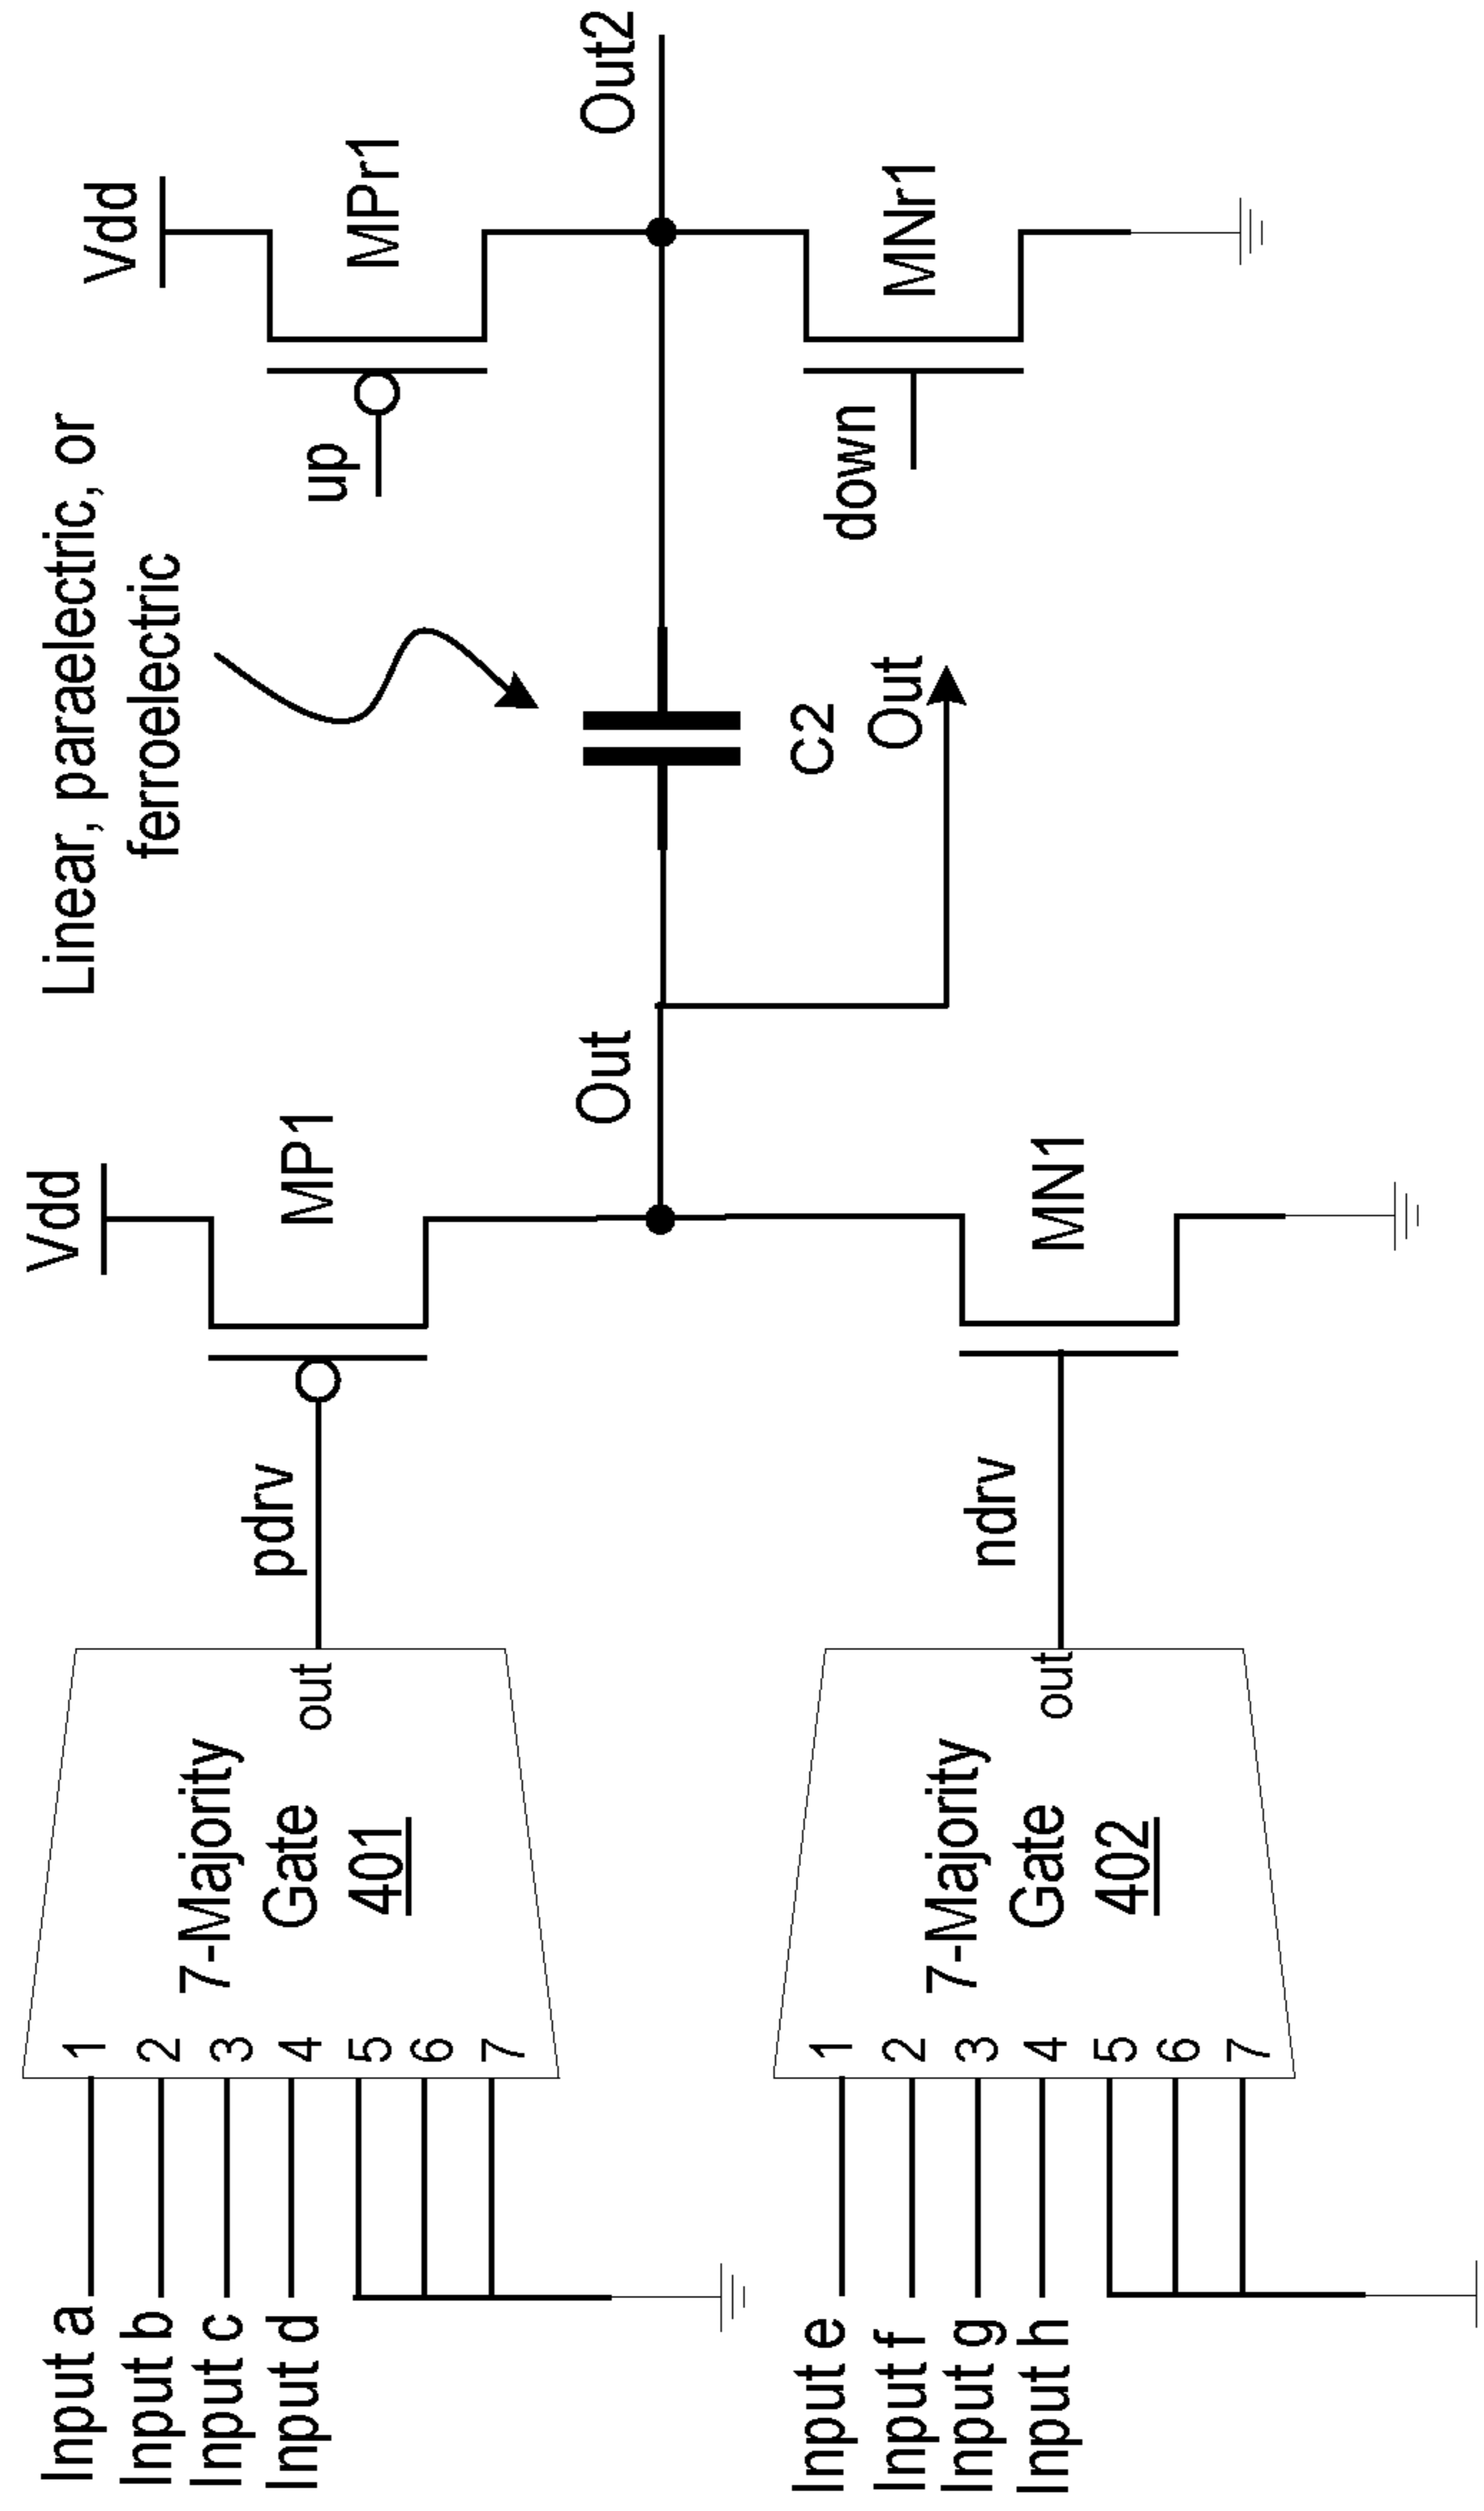 Vdd
Linear, paraelectric, or
ferroelectric
Vdd
Input a
Input b
Input c
Input d
1
2
3
4
5
6
7
7-Majority
Gate
401
out
pdrv
MP1
up
MPr1
Out
Out2
C2
Out
Input e
Input f
Input g
Input h
1
2
3
4
5
6
7
7-Majority
Gate
402
out
ndrv
MN1
down
MNr1